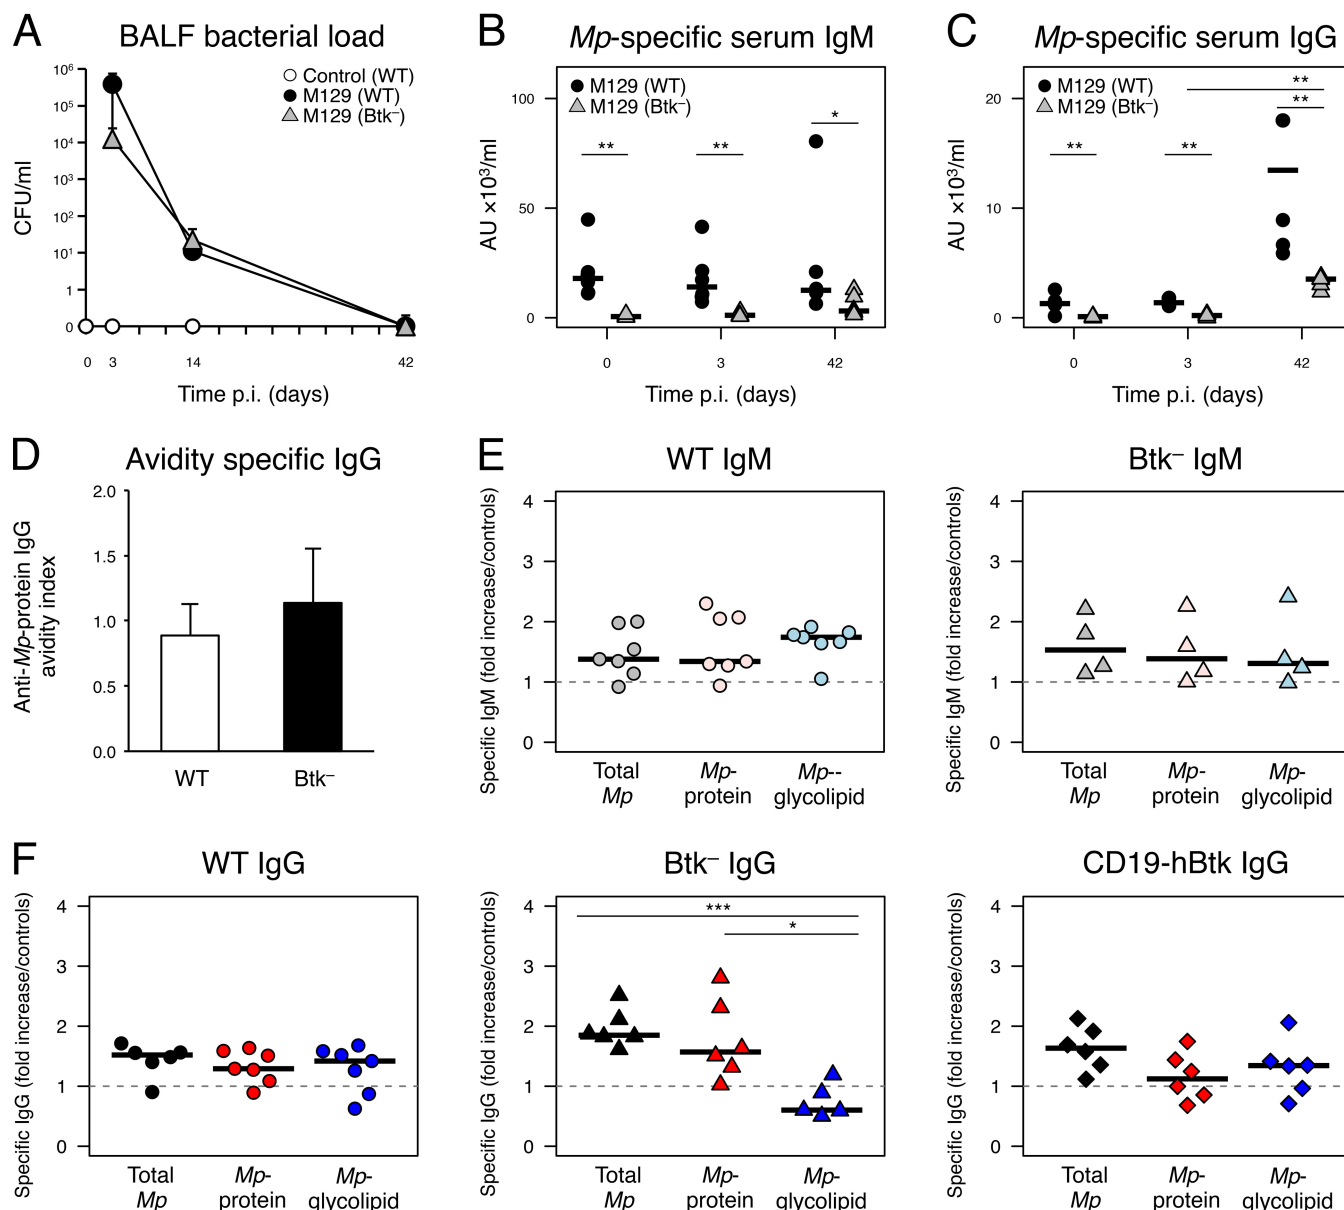 A
BALF bacterial load
CFU/ml
10⁶
10⁵
10⁴
10³
10²
10¹
1
0
Control (WT)
M129 (WT)
M129 (Btk⁻)
0 3 14 42
Time p.i. (days)
B
Mp-specific serum IgM
AU ×10³/ml
100
50
0
M129 (WT)
M129 (Btk⁻)
**
**
*
0 3 42
Time p.i. (days)
C
Mp-specific serum IgG
AU ×10³/ml
20
10
0
M129 (WT)
M129 (Btk⁻)
**
**
**
**
0 3 42
Time p.i. (days)
D
Avidity specific IgG
Anti-Mp-protein IgG
avidity index
2.0
1.5
1.0
0.5
0.0
WT Btk⁻
E
WT IgM
Specific IgM (fold increase/controls)
4
3
2
1
0
Total Mp- Mp--
Mp protein glycolipid
Btk⁻ IgM
Specific IgM (fold increase/controls)
4
3
2
1
0
Total Mp- Mp-
Mp protein glycolipid
F
WT IgG
Specific IgG (fold increase/controls)
4
3
2
1
0
Total Mp- Mp-
Mp protein glycolipid
Btk⁻ IgG
Specific IgG (fold increase/controls)
4
3
2
1
0
***
*
Total Mp- Mp-
Mp protein glycolipid
CD19-hBtk IgG
Specific IgG (fold increase/controls)
4
3
2
1
0
Total Mp- Mp-
Mp protein glycolipid